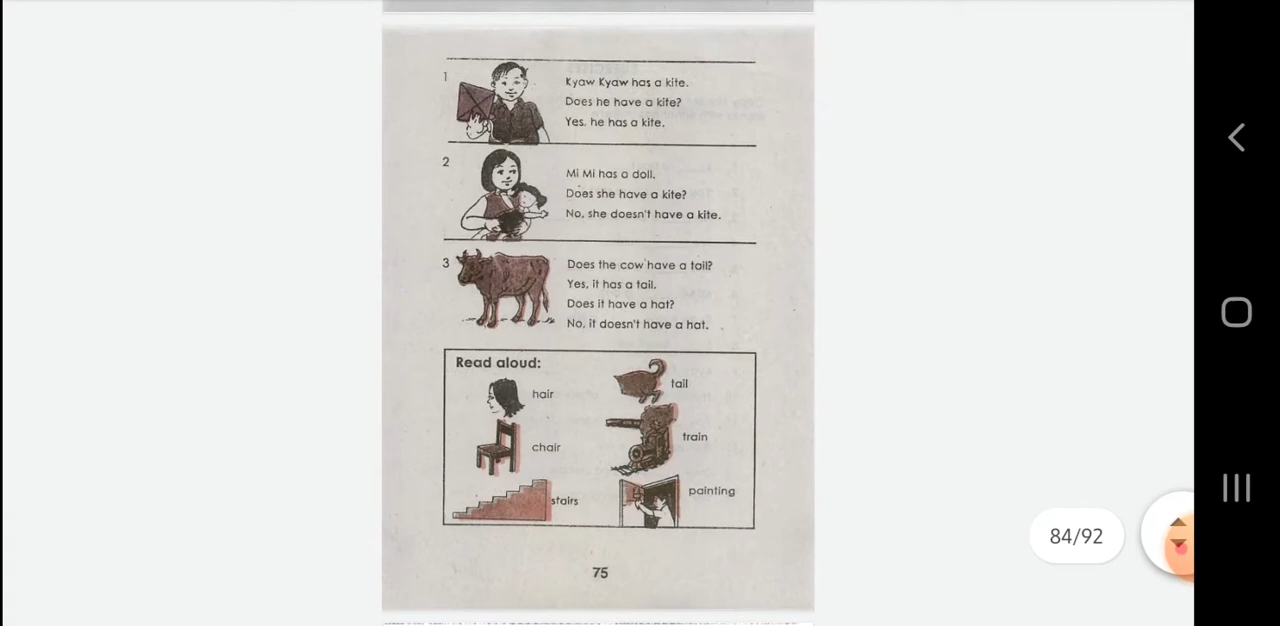 1
Kyaw Kyaw has a kite.
Does he have a kite?
Yes, he has a kite.
2
Mi Mi has a doll.
Does she have a kite?
No, she doesn't have a kite.
3
Does the cow have a tail?
Yes, it has a tail.
Does it have a hat?
No, it doesn't have a hat.
Read aloud:
hair
tail
chair
train
stairs
painting
75
84/92